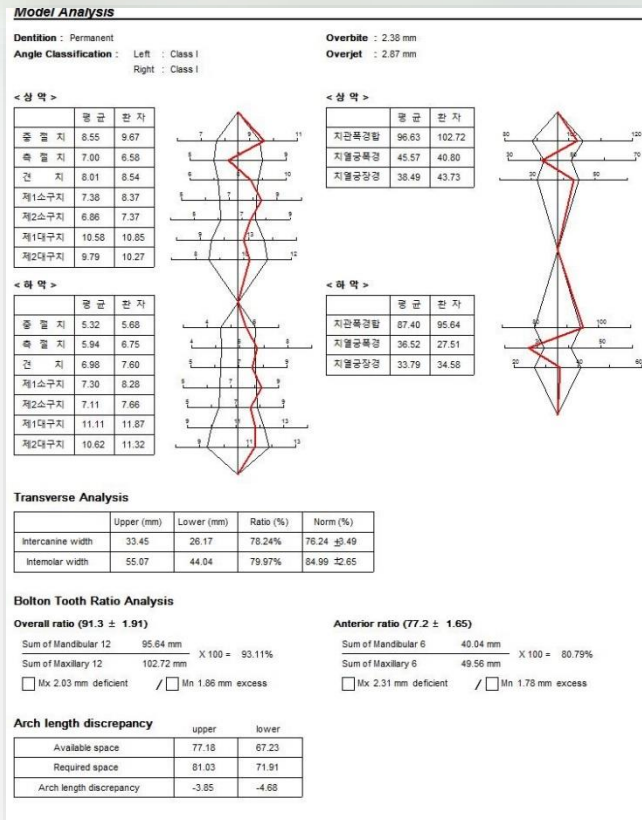 Model Analysis
Dentition : Permanent
Overbite : 2.38 mm
Angle Classification : Left : Class I
Overjet : 2.87 mm
Right : Class I
< 상 악 >
평 균 환 자
중 절 치 8.55 9.67
측 절 치 7.00 6.58
견 치 8.01 8.54
제1소구치 7.38 8.37
제2소구치 6.86 7.37
제1대구치 10.58 10.85
제2대구치 9.79 10.27
< 상 악 >
평 균 환 자
치관폭경합 96.63 102.72
치열궁폭경 45.57 40.80
치열궁장경 38.49 43.73
< 하 악 >
평 균 환 자
중 절 치 5.32 5.68
측 절 치 5.94 6.75
견 치 6.98 7.60
제1소구치 7.30 8.28
제2소구치 7.11 7.66
제1대구치 11.11 11.87
제2대구치 10.62 11.32
< 하 악 >
평 균 환 자
치관폭경합 87.40 95.64
치열궁폭경 36.52 27.51
치열궁장경 33.79 34.58
Transverse Analysis
Upper (mm) Lower (mm) Ratio (%) Norm (%)
Intercanine width 33.45 26.17 78.24% 76.24 ±3.49
Intemolar width 55.07 44.04 79.97% 84.99 ±2.65
Bolton Tooth Ratio Analysis
Overall ratio (91.3 ± 1.91)
Sum of Mandibular 12 95.64 mm
X 100 = 93.11%
Sum of Maxillary 12 102.72 mm
Mx 2.03 mm deficient / Mn 1.86 mm excess
Anterior ratio (77.2 ± 1.65)
Sum of Mandibular 6 40.04 mm
X 100 = 80.79%
Sum of Maxillary 6 49.56 mm
Mx 2.31 mm deficient / Mn 1.78 mm excess
Arch length discrepancy upper lower
Available space 77.18 67.23
Required space 81.03 71.91
Arch length discrepancy -3.85 -4.68